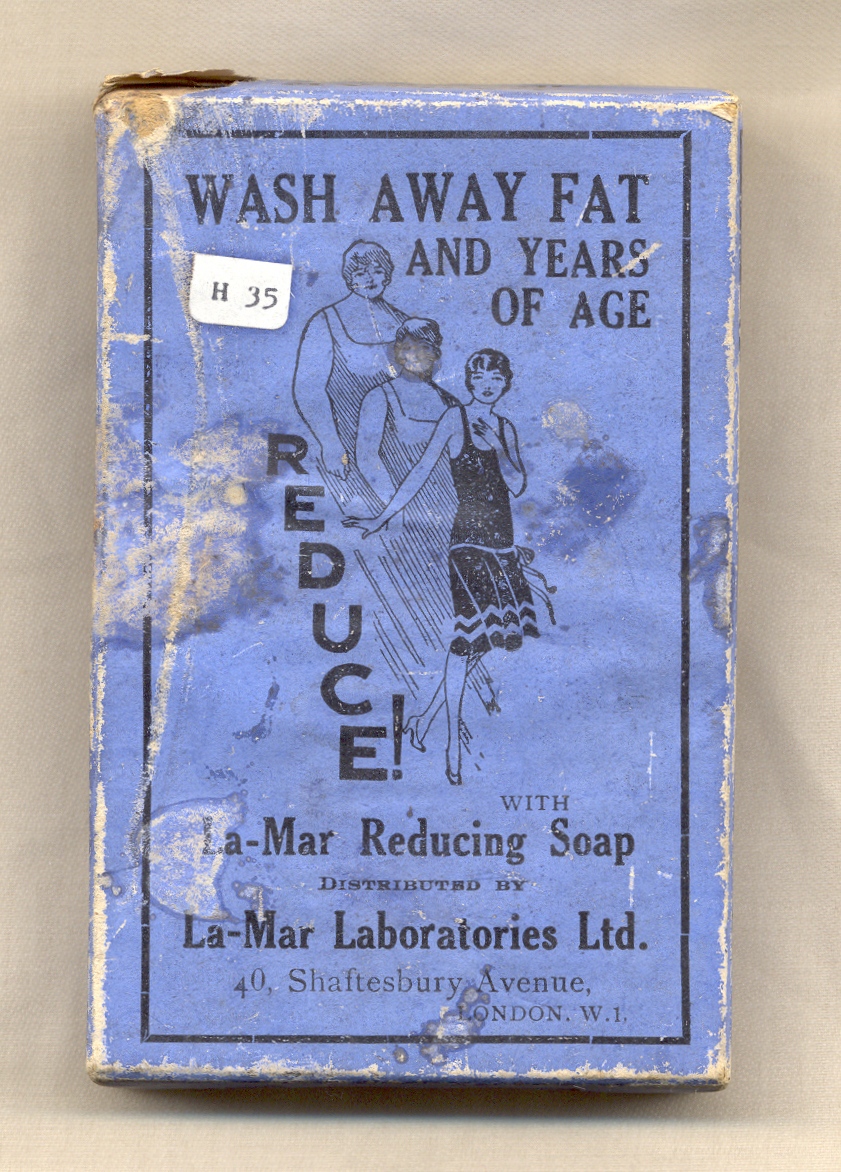 WASH AWAY FAT
AND YEARS
OF AGE
H 35
REDUCE!
WITH
La-Mar Reducing Soap
DISTRIBUTED BY
La-Mar Laboratories Ltd.
40, Shaftesbury Avenue,
LONDON. W.1.